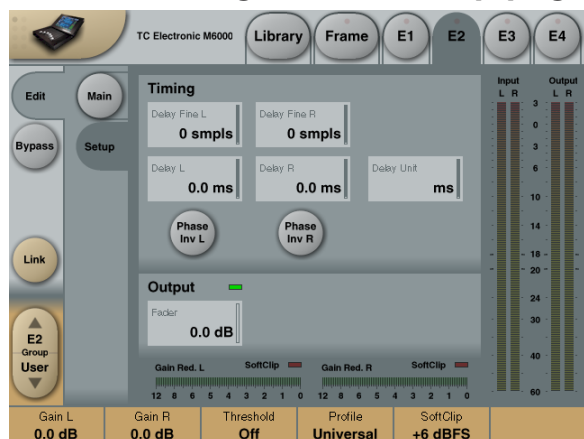 TC Electronic M6000
Library
Frame
E1
E2
E3
E4
Edit
Main
Bypass
Setup
Link
E2
Group
User
Timing
Delay Fine L
0 smpls
Delay Fine R
0 smpls
Delay L
0.0 ms
Delay R
0.0 ms
Delay Unit
ms
Phase
Inv L
Phase
Inv R
Output
Fader
0.0 dB
Gain Red. L
SoftClip
12 8 6 5 4 3 2 1 0
Gain Red. R
SoftClip
12 8 6 5 4 3 2 1 0
Input
L R
Output
L R
3
0
3
6
10
14
18
20
24
30
40
60
Gain L
0.0 dB
Gain R
0.0 dB
Threshold
Off
Profile
Universal
SoftClip
+6 dBFS